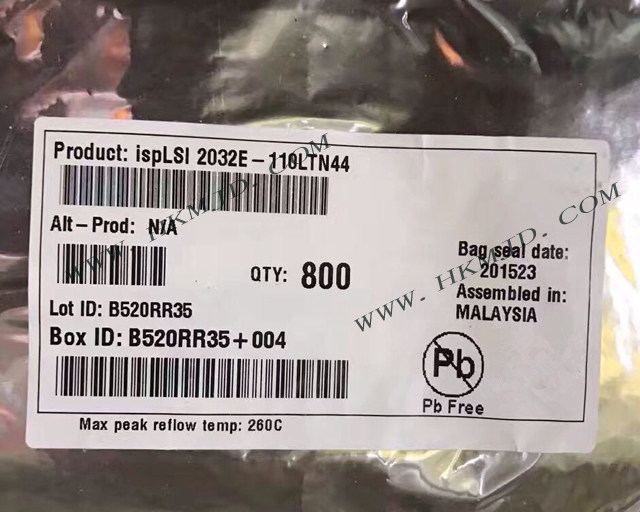 Product: ispLSI 2032E-110LTN44
Alt-Prod: N/A
QTY: 800
Bag seal date:
201523
Assembled in:
MALAYSIA
Lot ID: B520RR35
Box ID: B520RR35+004
Pb
Pb Free
Max peak reflow temp: 260C
WWW.HKMJD.COM
WWW.HKMJD.COM